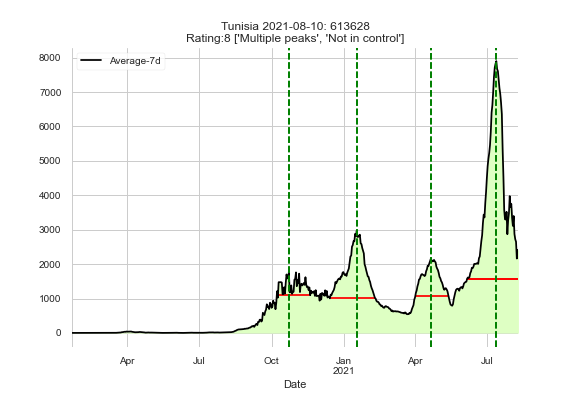 Tunisia 2021-08-10: 613628
Rating:8 ['Multiple peaks', 'Not in control']
Average-7d
8000
7000
6000
5000
4000
3000
2000
1000
0
Apr
Jul
Oct
Jan
2021
Apr
Jul
Date